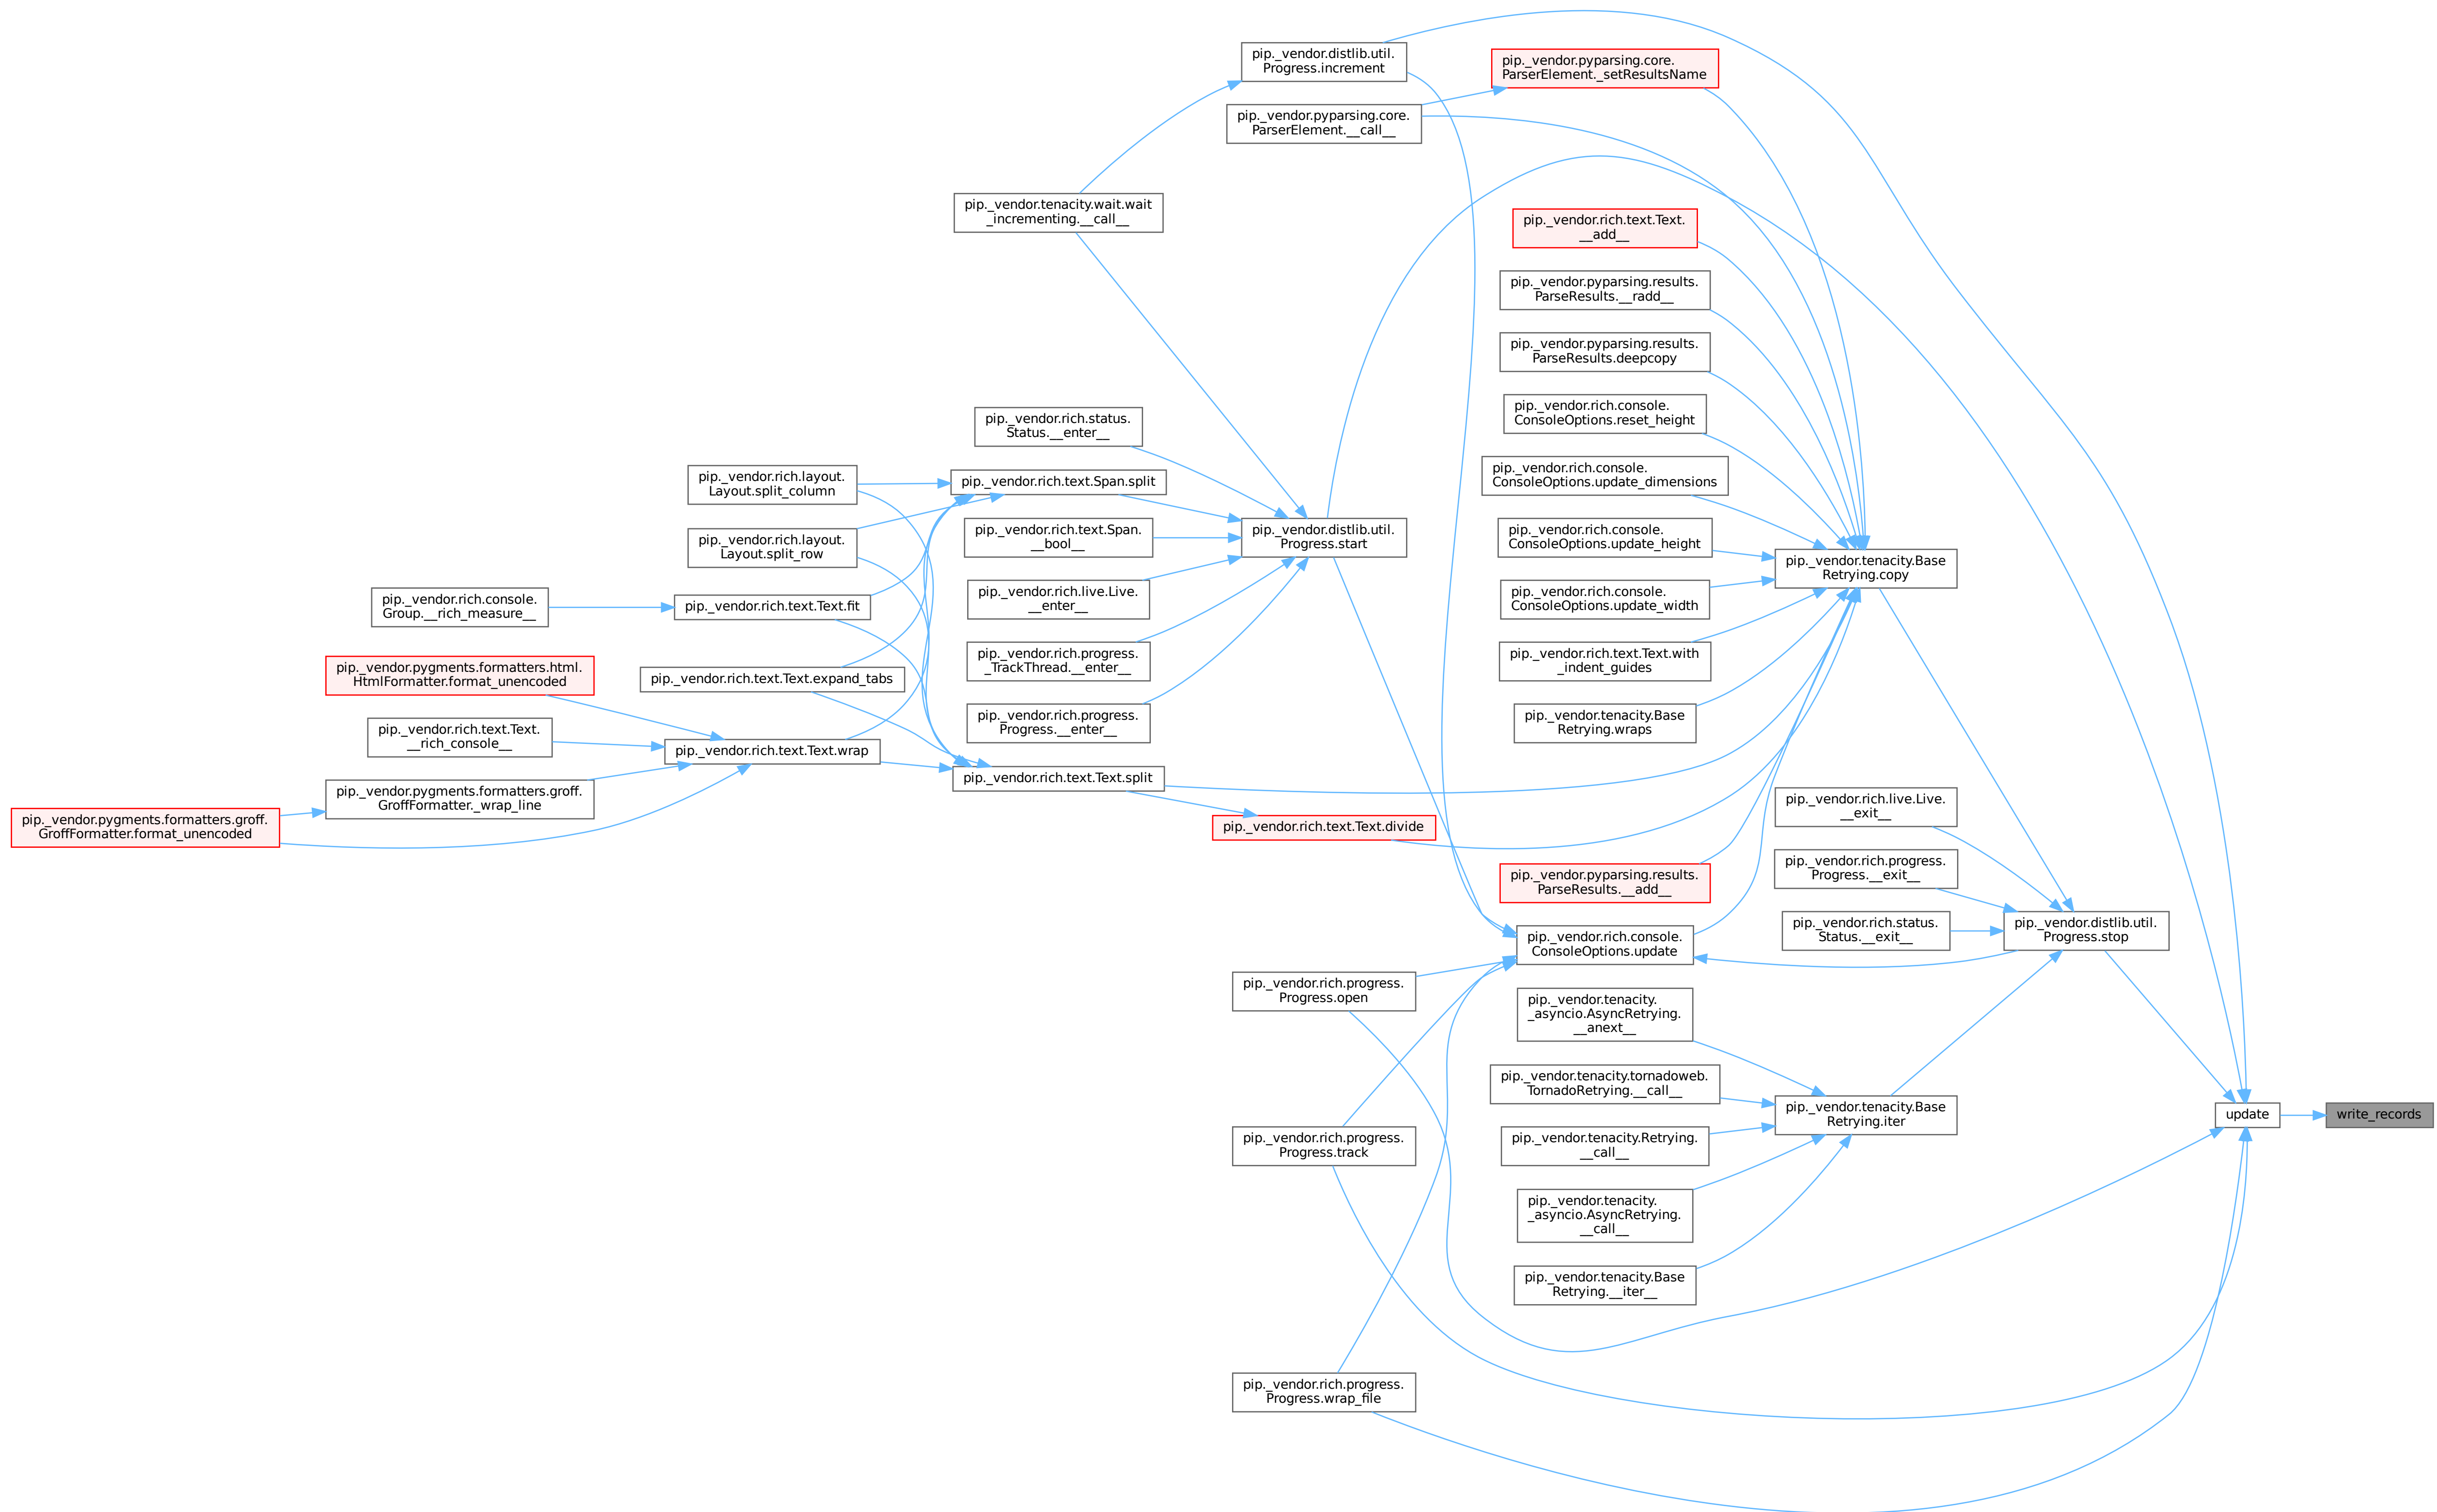 pip._vendor.distlib.util.
Progress.increment
pip._vendor.pyparsing.core.
ParserElement._setResultsName
pip._vendor.pyparsing.core.
ParserElement.__call__
pip._vendor.tenacity.wait.wait
_incrementing.__call__
pip._vendor.rich.text.Text.
__add__
pip._vendor.pyparsing.results.
ParseResults.__radd__
pip._vendor.pyparsing.results.
ParseResults.deepcopy
pip._vendor.rich.console.
ConsoleOptions.reset_height
pip._vendor.rich.status.
Status.__enter__
pip._vendor.rich.console.
ConsoleOptions.update_dimensions
pip._vendor.rich.layout.
Layout.split_column
pip._vendor.rich.text.Span.split
pip._vendor.rich.layout.
Layout.split_row
pip._vendor.rich.text.Span.
__bool__
pip._vendor.distlib.util.
Progress.start
pip._vendor.rich.console.
ConsoleOptions.update_height
pip._vendor.tenacity.Base
Retrying.copy
pip._vendor.rich.console.
Group.__rich_measure__
pip._vendor.rich.text.Text.fit
pip._vendor.rich.live.Live.
__enter__
pip._vendor.rich.console.
ConsoleOptions.update_width
pip._vendor.pygments.formatters.html.
HtmlFormatter.format_unencoded
pip._vendor.rich.text.Text.expand_tabs
pip._vendor.rich.progress.
_TrackThread.__enter__
pip._vendor.rich.text.Text.with
_indent_guides
pip._vendor.rich.text.Text.
__rich_console__
pip._vendor.rich.text.Text.wrap
pip._vendor.rich.progress.
Progress.__enter__
pip._vendor.tenacity.Base
Retrying.wraps
pip._vendor.rich.text.Text.split
pip._vendor.pygments.formatters.groff.
GroffFormatter._wrap_line
pip._vendor.pygments.formatters.groff.
GroffFormatter.format_unencoded
pip._vendor.rich.text.Text.divide
pip._vendor.rich.live.Live.
__exit__
pip._vendor.pyparsing.results.
ParseResults.__add__
pip._vendor.rich.progress.
Progress.__exit__
pip._vendor.rich.console.
ConsoleOptions.update
pip._vendor.rich.status.
Status.__exit__
pip._vendor.distlib.util.
Progress.stop
pip._vendor.rich.progress.
Progress.open
pip._vendor.tenacity.
_asyncio.AsyncRetrying.
__anext__
pip._vendor.tenacity.tornadoweb.
TornadoRetrying.__call__
pip._vendor.tenacity.Base
Retrying.iter
update
write_records
pip._vendor.rich.progress.
Progress.track
pip._vendor.tenacity.Retrying.
__call__
pip._vendor.tenacity.
_asyncio.AsyncRetrying.
__call__
pip._vendor.tenacity.Base
Retrying.__iter__
pip._vendor.rich.progress.
Progress.wrap_file